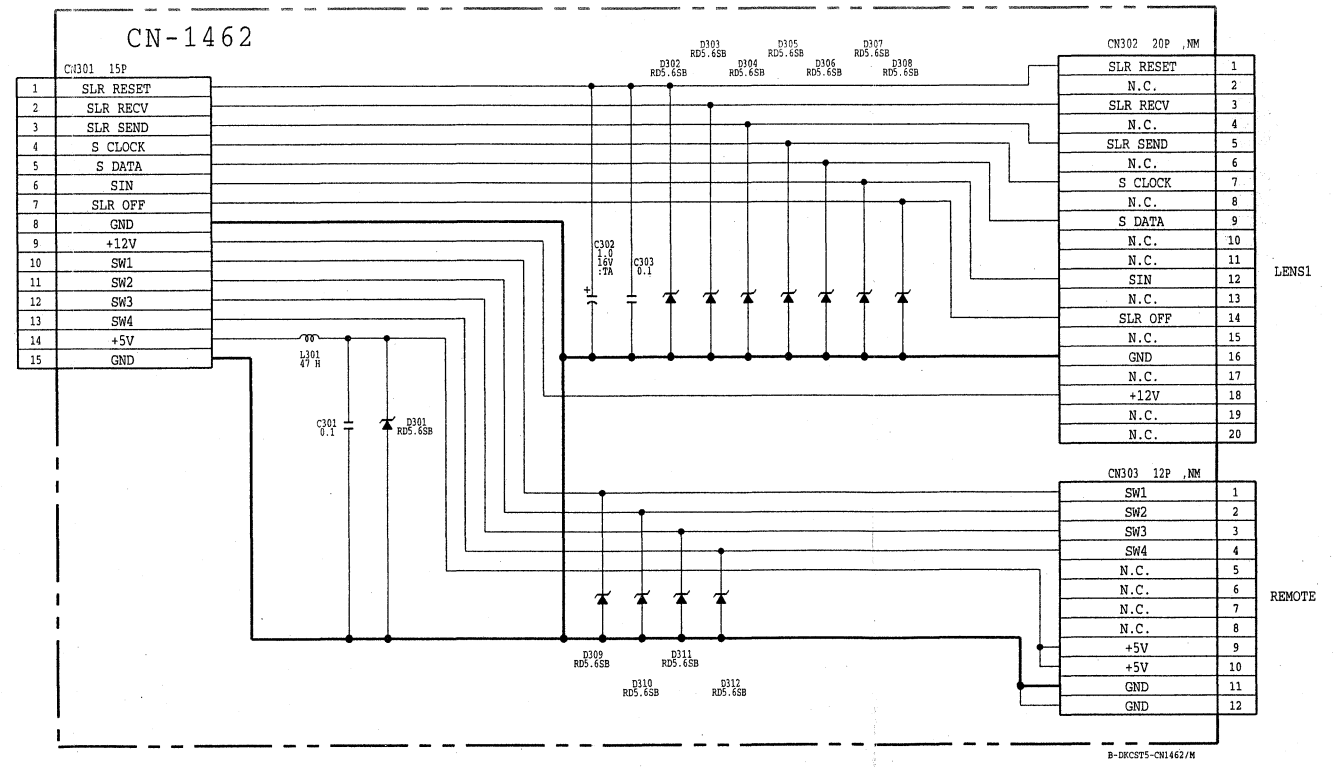 CN-1462
CN301 15P
1 SLR RESET
2 SLR RECV
3 SLR SEND
4 S CLOCK
5 S DATA
6 SIN
7 SLR OFF
8 GND
9 +12V
10 SW1
11 SW2
12 SW3
13 SW4
14 +5V
15 GND
L301
47 H
C301
0.1
D301
RD5.6SB
C302
1.0
16V
:TA
+
C303
0.1
D302
RD5.6SB
D303
RD5.6SB
D304
RD5.6SB
D305
RD5.6SB
D306
RD5.6SB
D307
RD5.6SB
D308
RD5.6SB
D309
RD5.6SB
D310
RD5.6SB
D311
RD5.6SB
D312
RD5.6SB
CN302 20P ,NM
SLR RESET 1
N.C. 2
SLR RECV 3
N.C. 4
SLR SEND 5
N.C. 6
S CLOCK 7
N.C. 8
S DATA 9
N.C. 10
N.C. 11
SIN 12
N.C. 13
SLR OFF 14
N.C. 15
GND 16
N.C. 17
+12V 18
N.C. 19
N.C. 20
LENS1
CN303 12P ,NM
SW1 1
SW2 2
SW3 3
SW4 4
N.C. 5
N.C. 6
N.C. 7
N.C. 8
+5V 9
+5V 10
GND 11
GND 12
REMOTE
B-DKCST5-CN1462/M